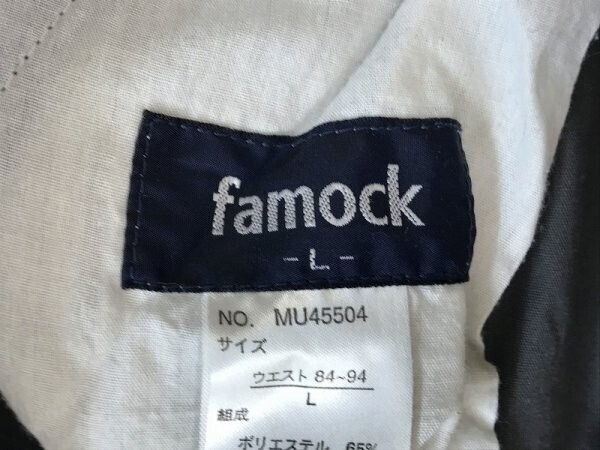 famock
- L -
NO. MU45504
サイズ
ウエスト 84~94
L
組成
ポリエステル 65%